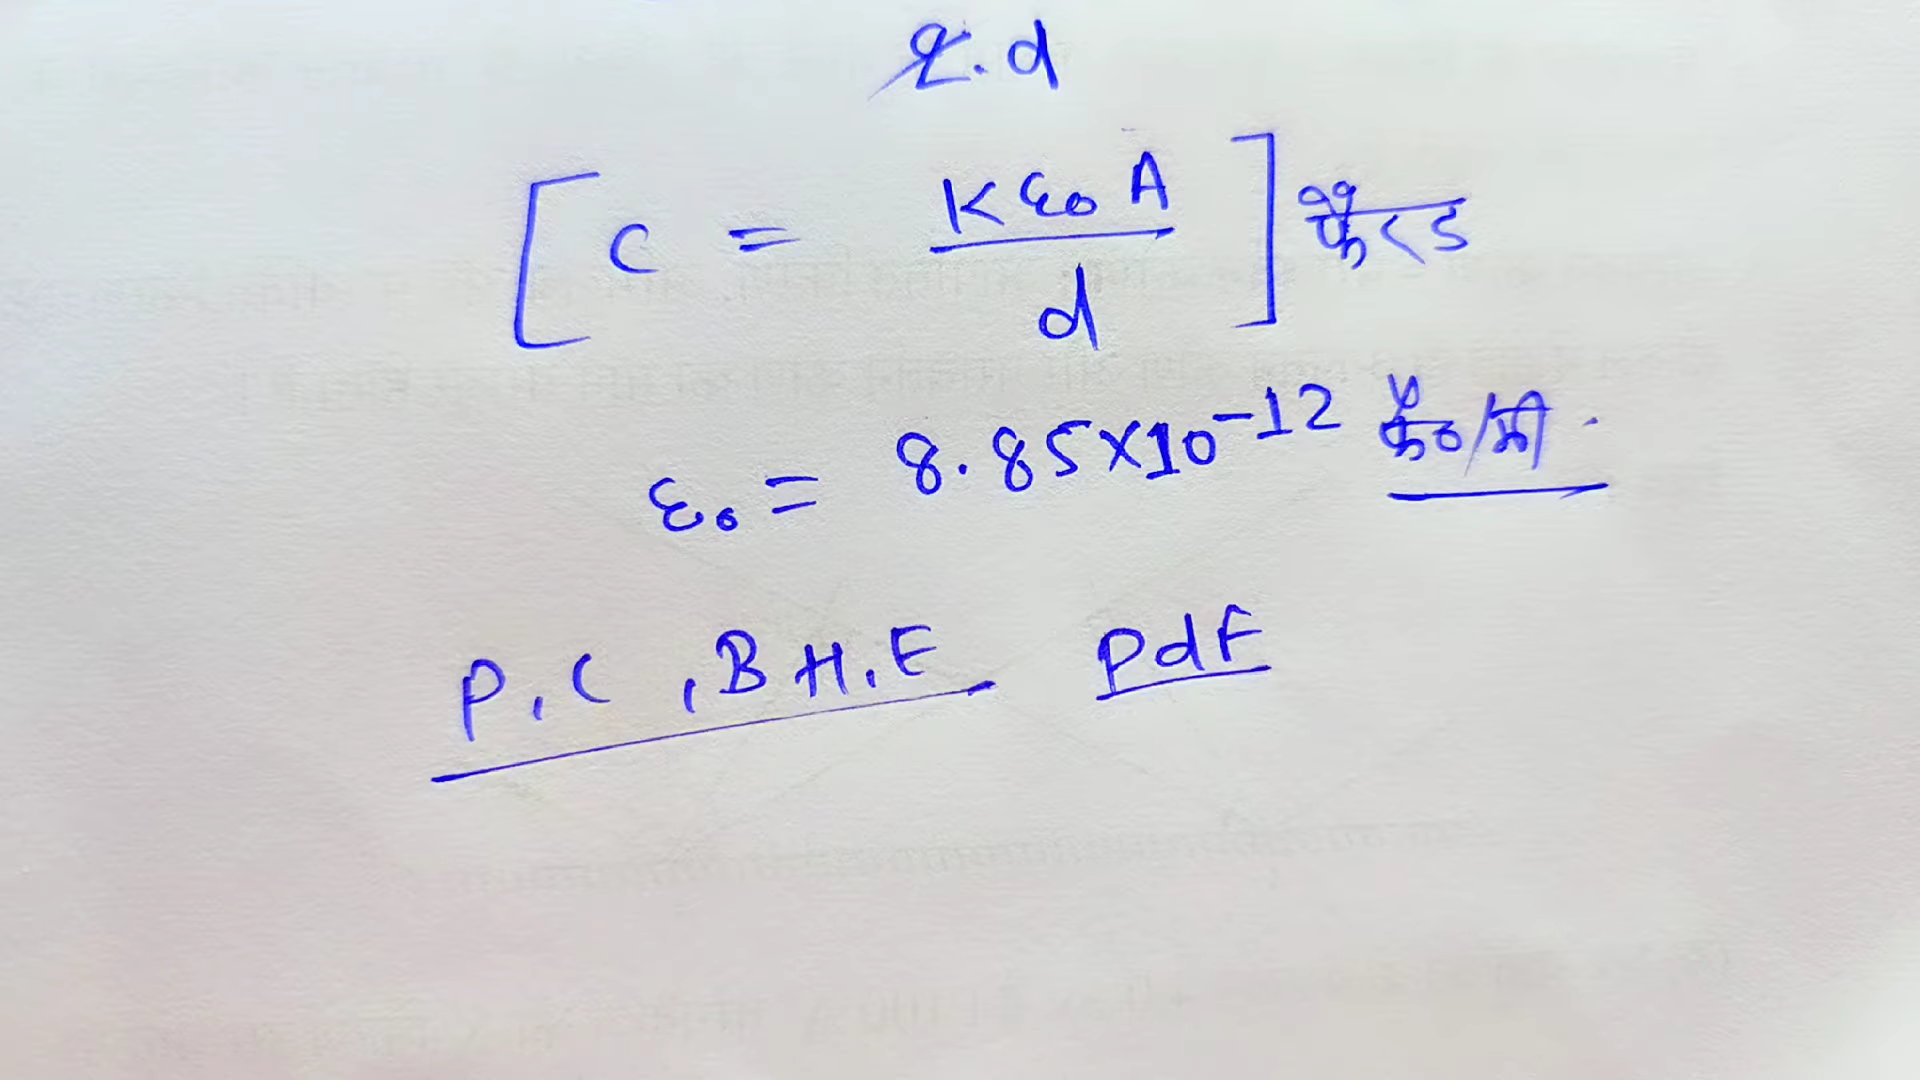 q.d
[ C = Kε₀A / d ] फैरड
ε₀ = 8.85×10⁻¹² फै०/मी.
P.C, B H.E PdF